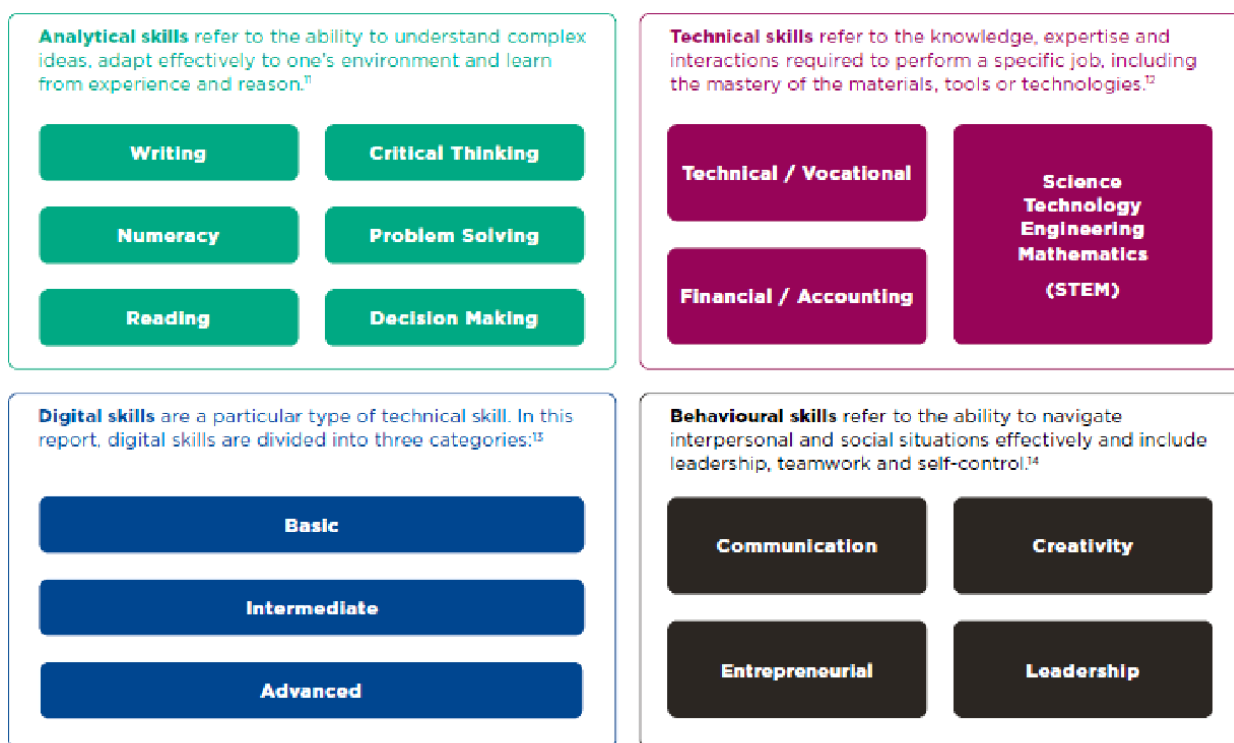 Analytical skills refer to the ability to understand complex
ideas, adapt effectively to one's environment and learn
from experience and reason.¹¹
Writing
Critical Thinking
Numeracy
Problem Solving
Reading
Decision Making
Technical skills refer to the knowledge, expertise and
interactions required to perform a specific job, including
the mastery of the materials, tools or technologies.¹²
Technical / Vocational
Financial / Accounting
Science
Technology
Engineering
Mathematics
(STEM)
Digital skills are a particular type of technical skill. In this
report, digital skills are divided into three categories:¹³
Basic
Intermediate
Advanced
Behavioural skills refer to the ability to navigate
interpersonal and social situations effectively and include
leadership, teamwork and self-control.¹⁴
Communication
Creativity
Entrepreneurial
Leadership